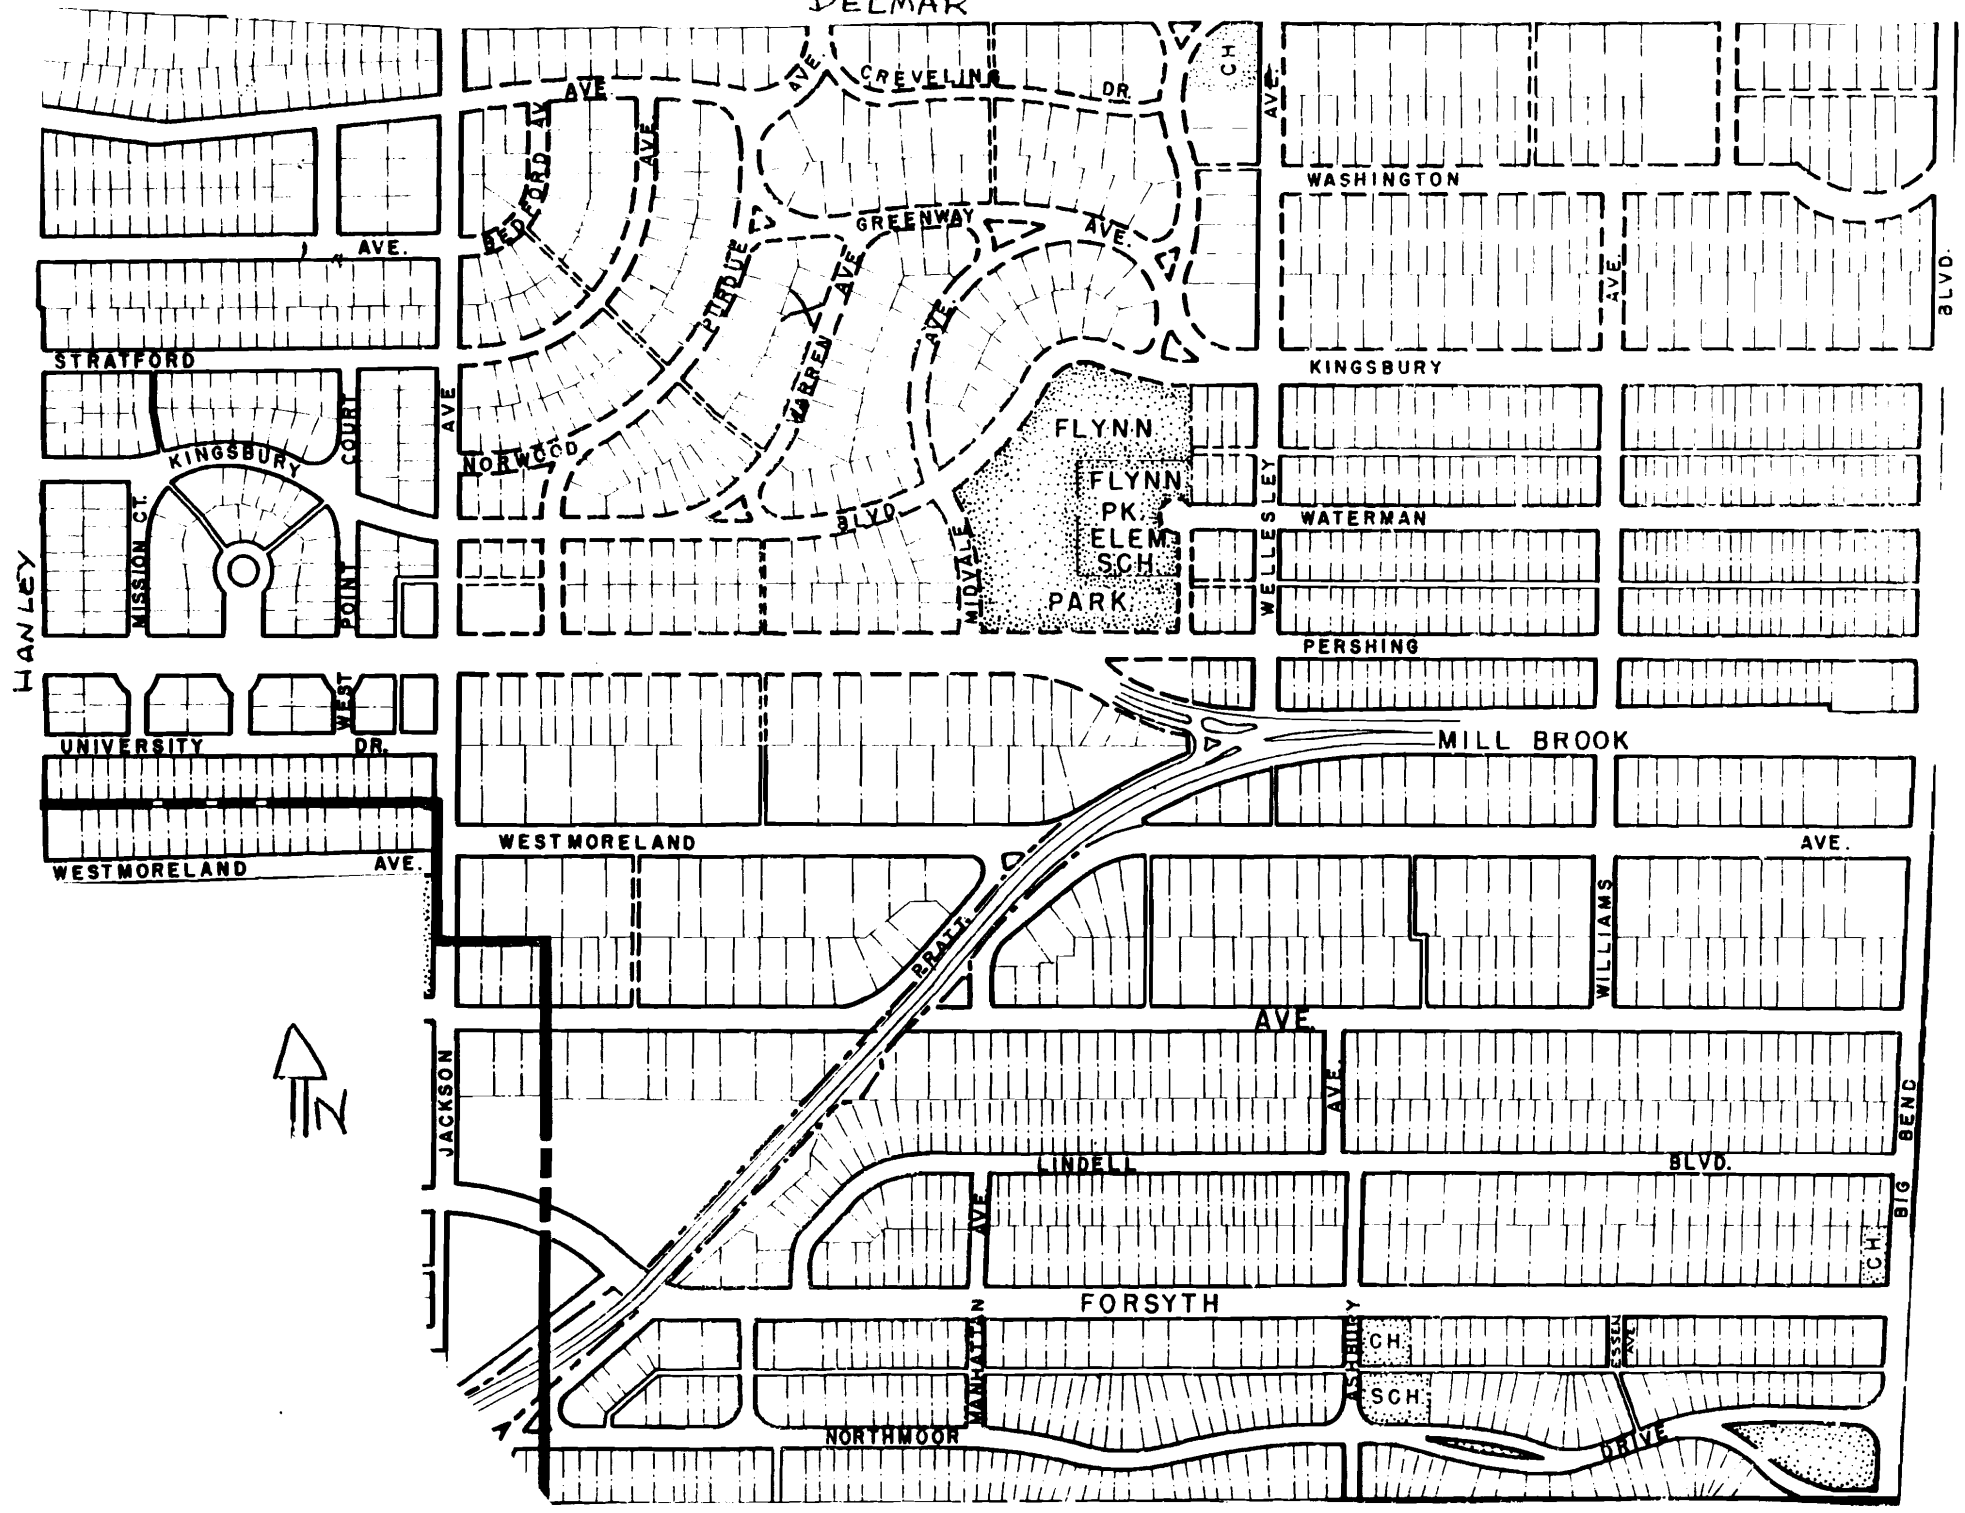 DELMAR
CH
AVE.
CREVELING
DR.
AVE
BEDFORD AV.
AVE
AVE.
WASHINGTON
GREENWAY
AVE.
AVE.
PURDUE
WARREN AVE.
AVE.
AVE.
BLVD.
STRATFORD
KINGSBURY
COURT
AVE
NORWOOD
KINGSBURY
FLYNN
FLYNN
PK.
ELEM.
SCH.
PARK
BLVD.
WATERMAN
WELLESLEY
MISSION CT.
POINT
MIDVALE
HANLEY
PERSHING
WEST
UNIVERSITY
DR.
MILL BROOK
WESTMORELAND
AVE.
WESTMORELAND
AVE.
PRATT.
WILLIAMS
AVE.
N
JACKSON
AVE.
BIG BEND
LINDELL
BLVD.
AVE.
CH.
FORSYTH
MANHATTAN
ASHBURY
CH.
ESSEN
AVE.
SCH.
NORTHMOOR
DRIVE